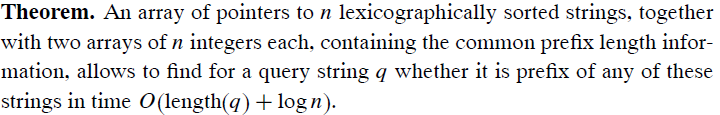 Theorem. An array of pointers to n lexicographically sorted strings, together
with two arrays of n integers each, containing the common prefix length infor-
mation, allows to find for a query string q whether it is prefix of any of these
strings in time O(length(q) + log n).